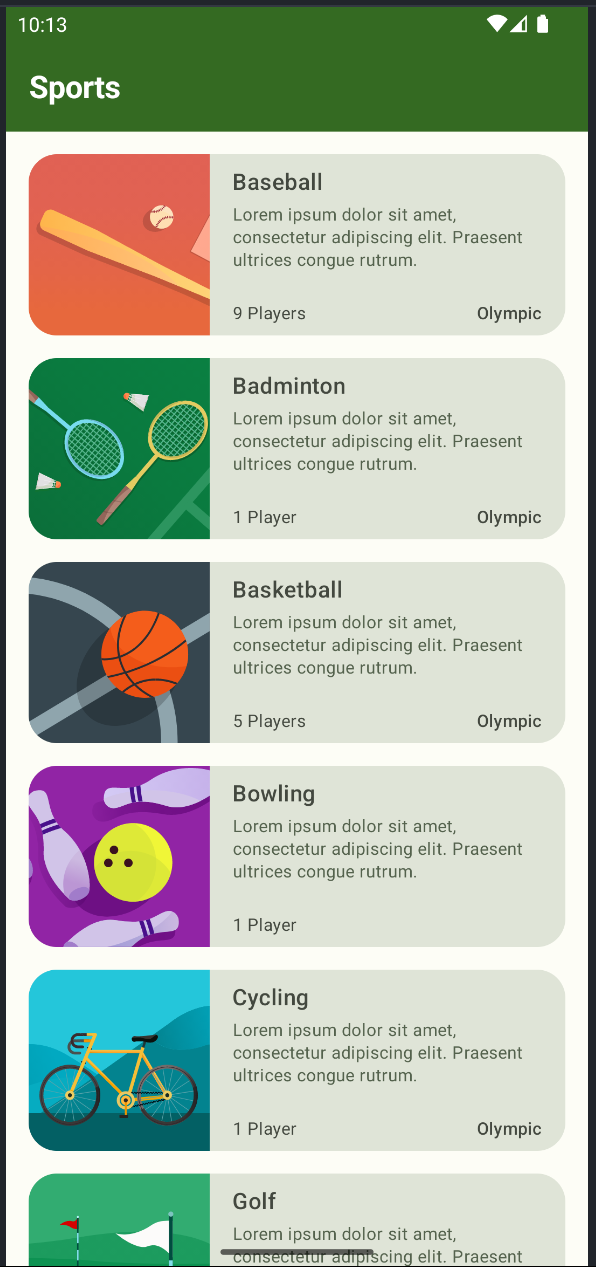 10:13
Sports
Baseball
Lorem ipsum dolor sit amet,
consectetur adipiscing elit. Praesent
ultrices congue rutrum.
9 Players Olympic
Badminton
Lorem ipsum dolor sit amet,
consectetur adipiscing elit. Praesent
ultrices congue rutrum.
1 Player Olympic
Basketball
Lorem ipsum dolor sit amet,
consectetur adipiscing elit. Praesent
ultrices congue rutrum.
5 Players Olympic
Bowling
Lorem ipsum dolor sit amet,
consectetur adipiscing elit. Praesent
ultrices congue rutrum.
1 Player
Cycling
Lorem ipsum dolor sit amet,
consectetur adipiscing elit. Praesent
ultrices congue rutrum.
1 Player Olympic
Golf
Lorem ipsum dolor sit amet,
consectetur adipiscing elit. Praesent